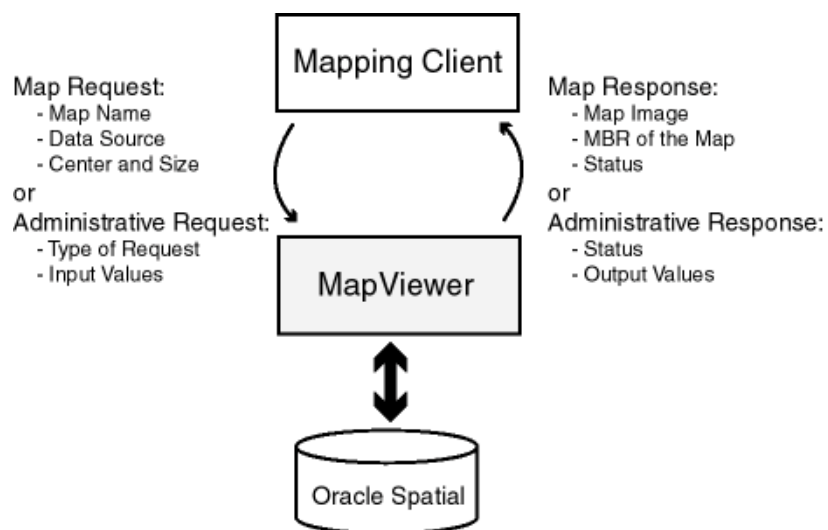 Mapping Client
Map Request:
- Map Name
- Data Source
- Center and Size
or
Administrative Request:
- Type of Request
- Input Values
Map Response:
- Map Image
- MBR of the Map
- Status
or
Administrative Response:
- Status
- Output Values
MapViewer
Oracle Spatial